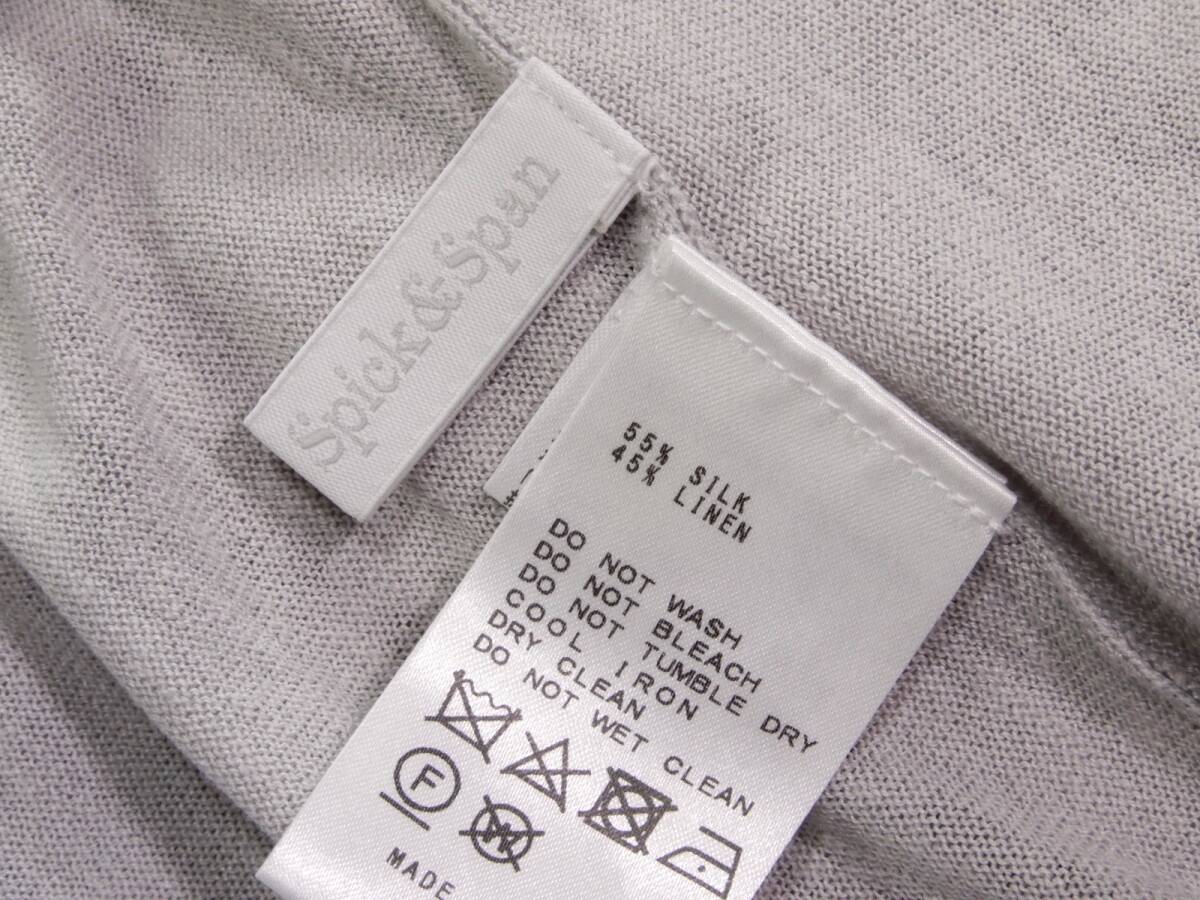 Spick&Span
55% SILK
45% LINEN
DO NOT WASH
DO NOT BLEACH
DO NOT TUMBLE DRY
COOL IRON
DRY CLEAN
DO NOT WET CLEAN
F
W
MADE